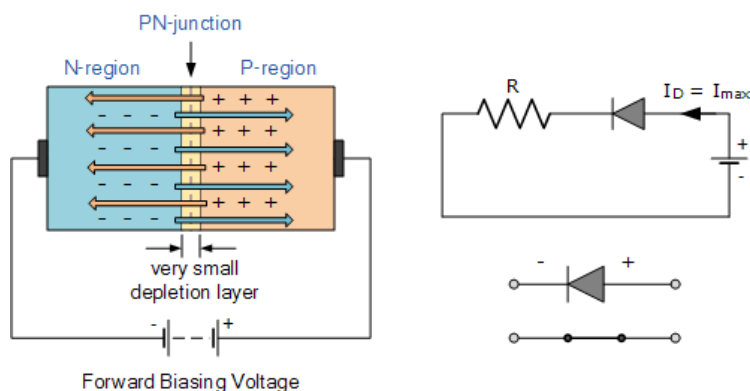 PN-junction
N-region
P-region
+ + +
- - -
+ + +
- - -
+ + +
- - -
+ + +
- - -
very small
depletion layer
- +
Forward Biasing Voltage
R
I_D = I_max
+
-
- +